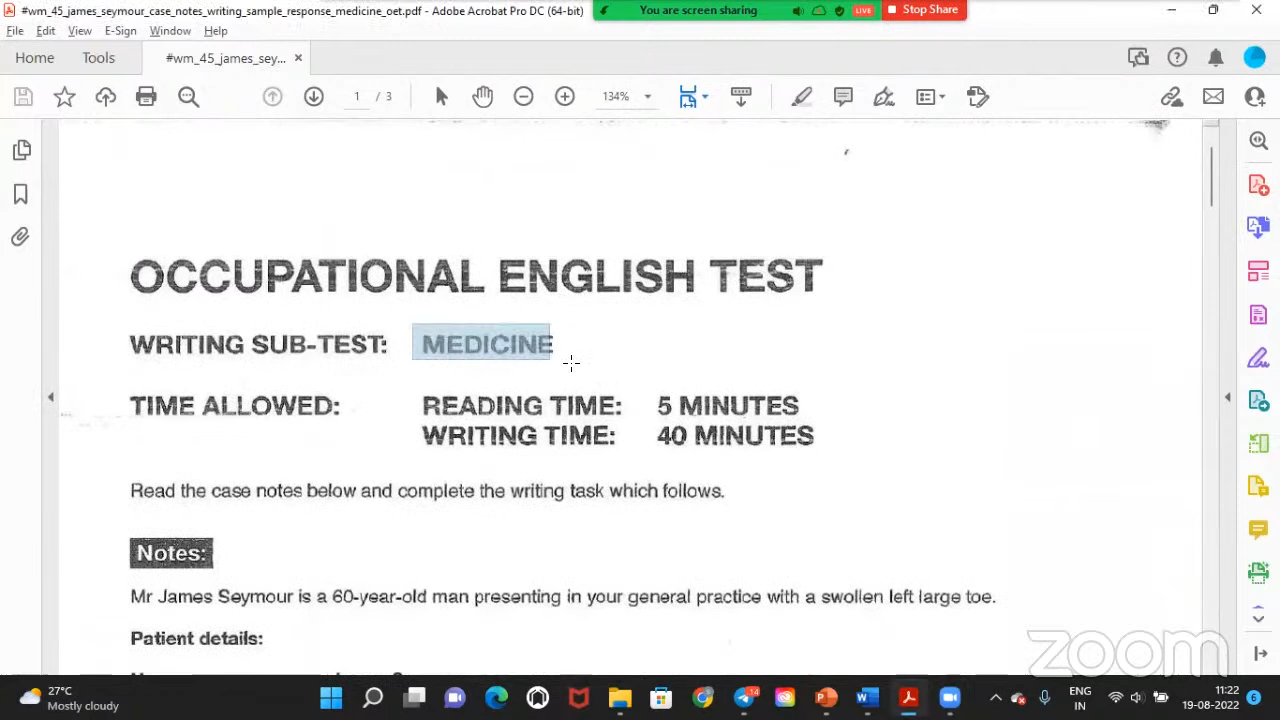 #wm_45_james_seymour_case_notes_writing_sample_response_medicine_oet.pdf - Adobe Acrobat Pro DC (64-bit)
You are screen sharing
LIVE
Stop Share
File Edit View E-Sign Window Help
Home Tools #wm_45_james_sey...
1 / 3 134%
OCCUPATIONAL ENGLISH TEST
WRITING SUB-TEST: MEDICINE
TIME ALLOWED: READING TIME: 5 MINUTES
WRITING TIME: 40 MINUTES
Read the case notes below and complete the writing task which follows.
Notes:
Mr James Seymour is a 60-year-old man presenting in your general practice with a swollen left large toe.
Patient details:
zoom
27°C
Mostly cloudy
14
ENG
IN
11:22
19-08-2022
6